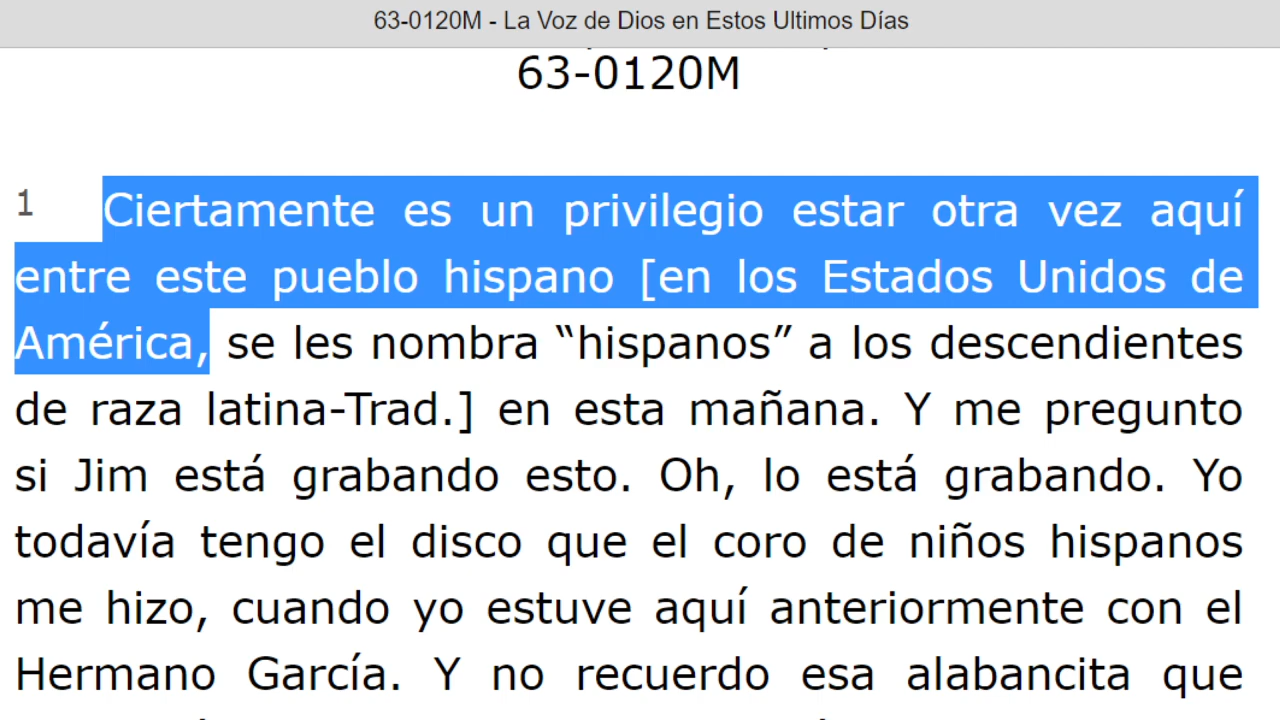 63-0120M - La Voz de Dios en Estos Ultimos Días
63-0120M
1 Ciertamente es un privilegio estar otra vez aquí
entre este pueblo hispano [en los Estados Unidos de
América, se les nombra “hispanos” a los descendientes
de raza latina-Trad.] en esta mañana. Y me pregunto
si Jim está grabando esto. Oh, lo está grabando. Yo
todavía tengo el disco que el coro de niños hispanos
me hizo, cuando yo estuve aquí anteriormente con el
Hermano García. Y no recuerdo esa alabancita que